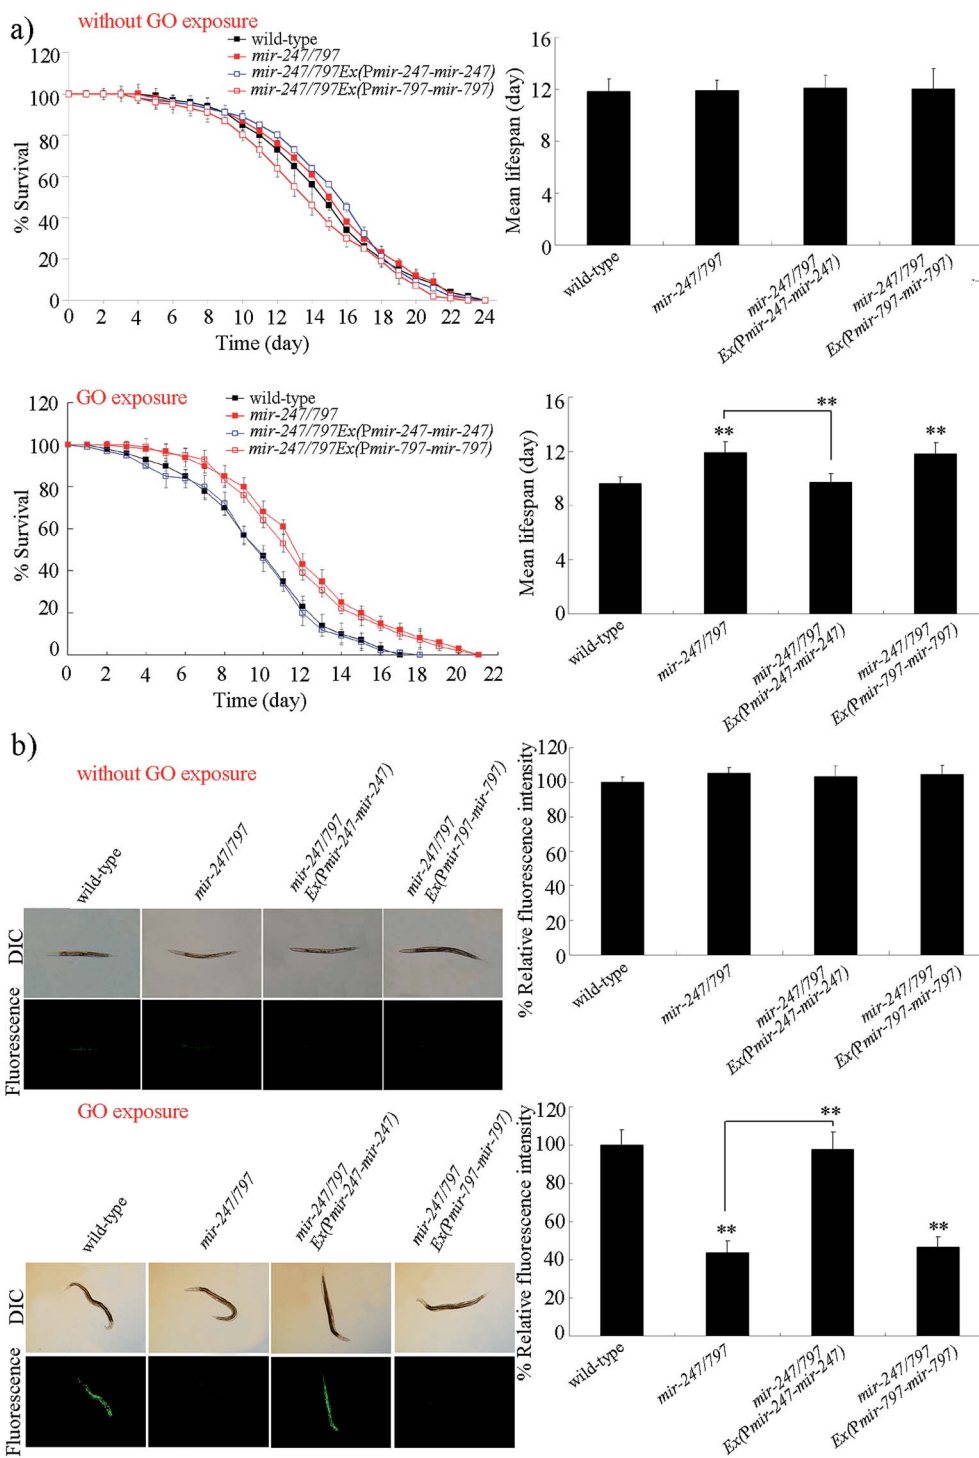 a)
without GO exposure
wild-type
mir-247/797
mir-247/797Ex(Pmir-247-mir-247)
mir-247/797Ex(Pmir-797-mir-797)
120
100
80
60
40
20
0
% Survival
0 2 4 6 8 10 12 14 16 18 20 22 24
Time (day)
16
12
8
4
0
Mean lifespan (day)
wild-type
mir-247/797
mir-247/797
Ex(Pmir-247-mir-247)
mir-247/797
Ex(Pmir-797-mir-797)
GO exposure
wild-type
mir-247/797
mir-247/797Ex(Pmir-247-mir-247)
mir-247/797Ex(Pmir-797-mir-797)
120
100
80
60
40
20
0
% Survival
0 2 4 6 8 10 12 14 16 18 20 22
Time (day)
16
12
8
4
0
Mean lifespan (day)
**
**
**
wild-type
mir-247/797
mir-247/797
Ex(Pmir-247-mir-247)
mir-247/797
Ex(Pmir-797-mir-797)
b)
without GO exposure
wild-type
mir-247/797
mir-247/797
Ex(Pmir-247-mir-247)
mir-247/797
Ex(Pmir-797-mir-797)
DIC
Fluorescence
120
100
80
60
40
20
0
% Relative fluorescence intensity
wild-type
mir-247/797
mir-247/797
Ex(Pmir-247-mir-247)
mir-247/797
Ex(Pmir-797-mir-797)
GO exposure
wild-type
mir-247/797
mir-247/797
Ex(Pmir-247-mir-247)
mir-247/797
Ex(Pmir-797-mir-797)
DIC
Fluorescence
120
100
80
60
40
20
0
% Relative fluorescence intensity
**
**
**
wild-type
mir-247/797
mir-247/797
Ex(Pmir-247-mir-247)
mir-247/797
Ex(Pmir-797-mir-797)